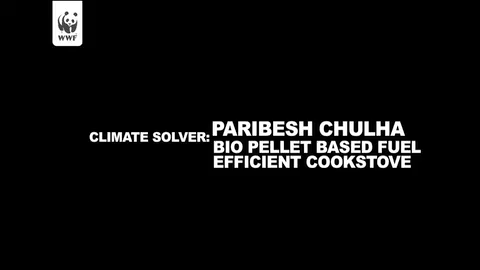 WWF
CLIMATE SOLVER: PARIBESH CHULHA
BIO PELLET BASED FUEL
EFFICIENT COOKSTOVE